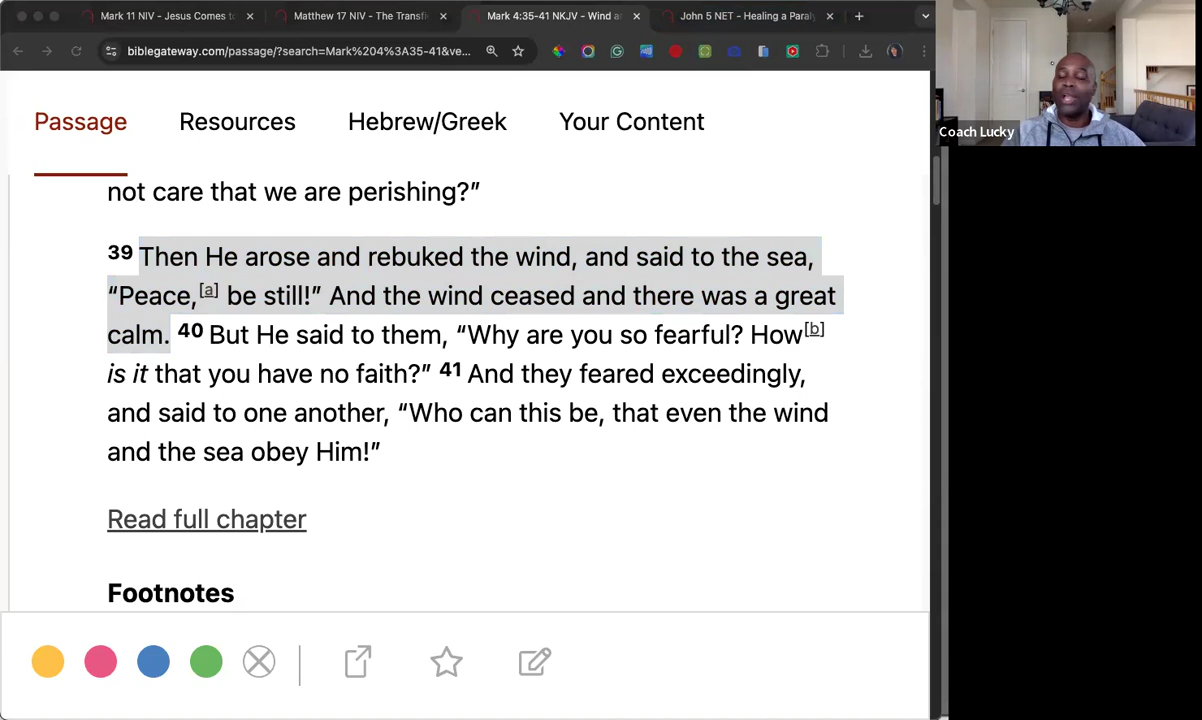 Mark 11 NIV - Jesus Comes to
Matthew 17 NIV - The Transfi
Mark 4:35-41 NKJV - Wind a
John 5 NET - Healing a Paraly
biblegateway.com/passage/?search=Mark%204%3A35-41&ve...
Coach Lucky
Passage
Resources
Hebrew/Greek
Your Content
not care that we are perishing?”
39 Then He arose and rebuked the wind, and said to the sea,
“Peace,[a] be still!” And the wind ceased and there was a great
calm. 40 But He said to them, “Why are you so fearful? How[b]
is it that you have no faith?” 41 And they feared exceedingly,
and said to one another, “Who can this be, that even the wind
and the sea obey Him!”
Read full chapter
Footnotes